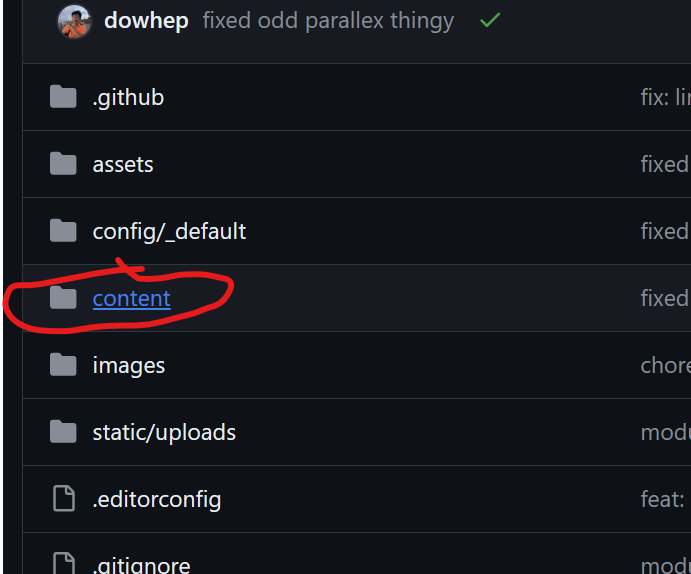 dowhep fixed odd parallex thingy
.github fix: lin
assets fixed
config/_default fixed
content fixed
images chore
static/uploads modu
.editorconfig feat:
.gitignore modu